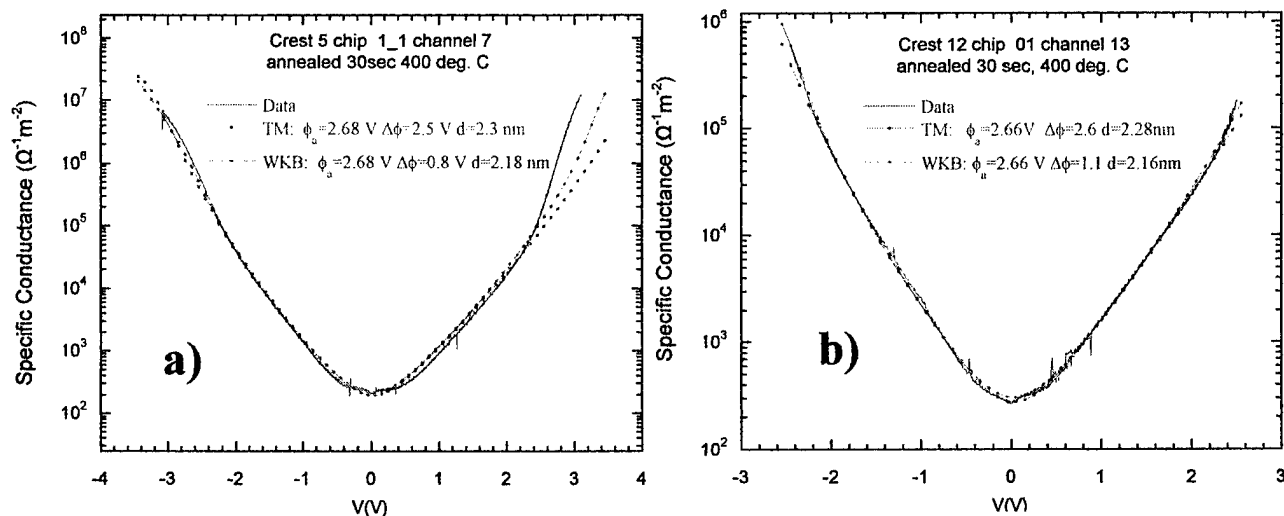 Crest 5 chip 1_1 channel 7
annealed 30sec 400 deg. C
Data
TM: ϕa=2.68 V Δϕ=2.5 V d=2.3 nm
WKB: ϕa=2.68 V Δϕ=0.8 V d=2.18 nm
Specific Conductance (Ω⁻¹m⁻²)
10⁸
10⁷
10⁶
10⁵
10⁴
10³
10²
a)
-4 -3 -2 -1 0 1 2 3 4
V(V)
Crest 12 chip 01 channel 13
annealed 30 sec, 400 deg. C
Data
TM: ϕa=2.66V Δϕ=2.6 d=2.28nm
WKB: ϕa=2.66 V Δϕ=1.1 d=2.16nm
Specific Conductance (Ω⁻¹m⁻²)
10⁶
10⁵
10⁴
10³
10²
b)
-3 -2 -1 0 1 2 3
V(V)